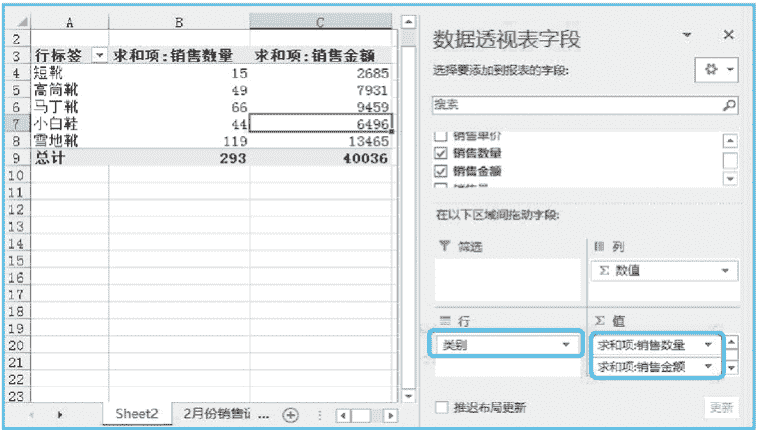 A B C
2
3 行标签 求和项:销售数量 求和项:销售金额
4 短靴 15 2685
5 高筒靴 49 7931
6 马丁靴 66 9459
7 小白鞋 44 6496
8 雪地靴 119 13465
9 总计 293 40036
10
11
12
13
14
15
16
17
18
19
20
21
22
23
Sheet2 2月份销售 ...
数据透视表字段
选择要添加到报表的字段:
搜索
销售单价
销售数量
销售金额
在以下区域间拖动字段:
筛选
列
Σ 数值
行
Σ 值
类别
求和项:销售数量
求和项:销售金额
推迟布局更新
更新